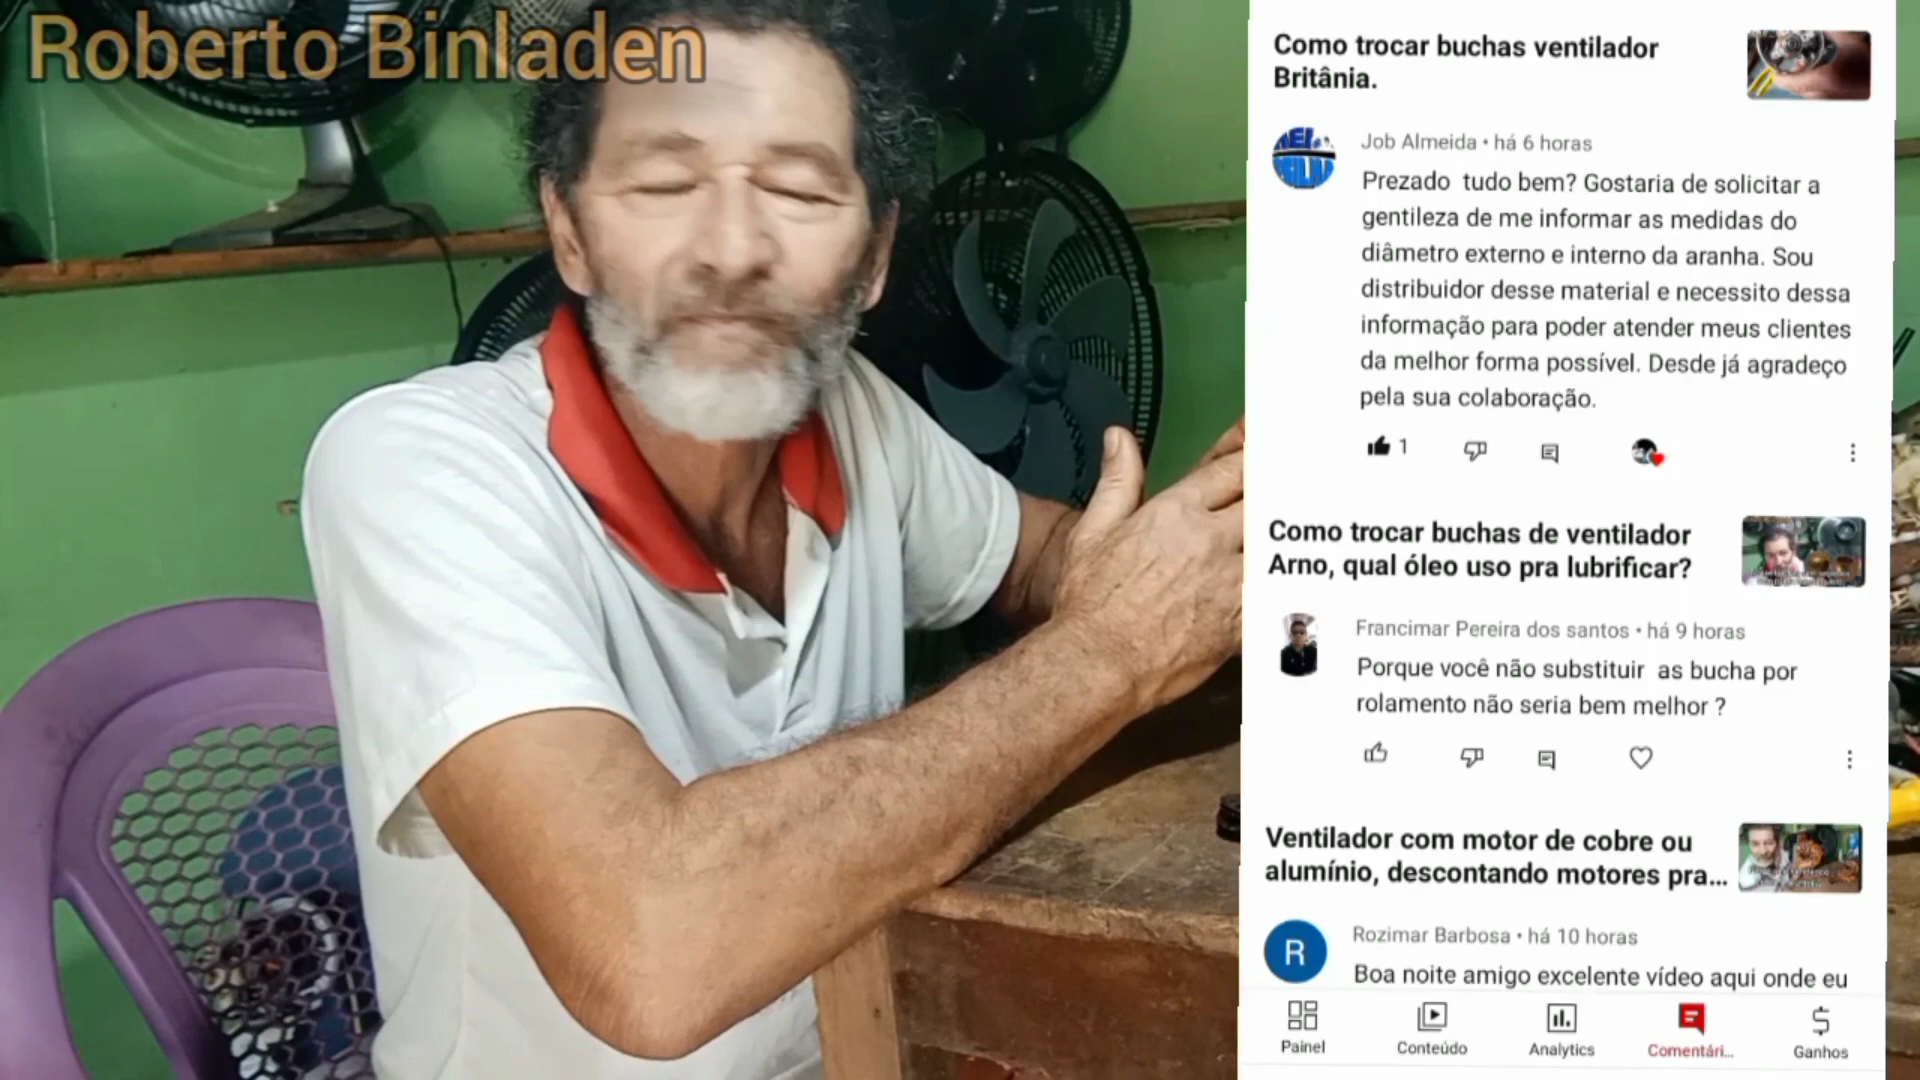 Roberto Binladen
Como trocar buchas ventilador
Britânia.
Job Almeida • há 6 horas
Prezado tudo bem? Gostaria de solicitar a
gentileza de me informar as medidas do
diâmetro externo e interno da aranha. Sou
distribuidor desse material e necessito dessa
informação para poder atender meus clientes
da melhor forma possível. Desde já agradeço
pela sua colaboração.
1
Como trocar buchas de ventilador
Arno, qual óleo uso pra lubrificar?
Francimar Pereira dos santos • há 9 horas
Porque você não substituir as bucha por
rolamento não seria bem melhor ?
Ventilador com motor de cobre ou
alumínio, descontando motores pra...
R
Rozimar Barbosa • há 10 horas
Boa noite amigo excelente vídeo aqui onde eu
Painel
Conteúdo
Analytics
Comentári...
Ganhos